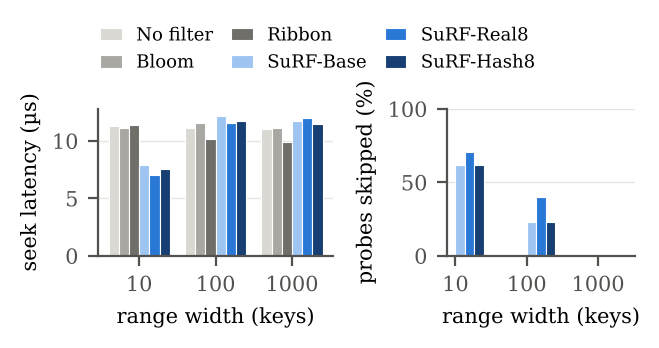 No filter
Ribbon
SuRF-Real8
Bloom
SuRF-Base
SuRF-Hash8
seek latency (µs)
10
5
0
10
100
1000
range width (keys)
probes skipped (%)
100
50
0
10
100
1000
range width (keys)